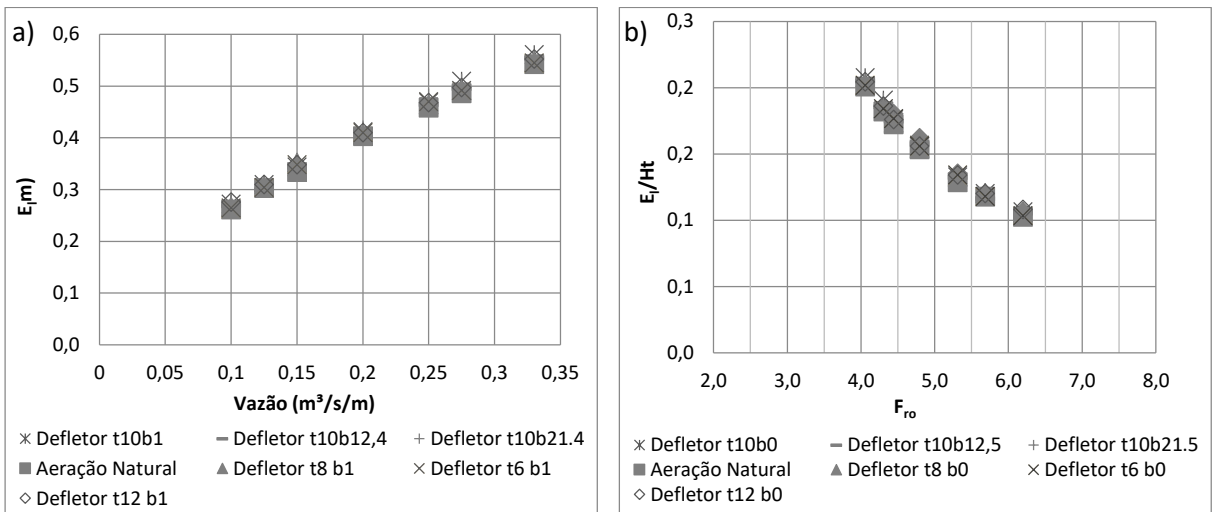 a)
0,6
0,5
0,4
0,3
0,2
0,1
0,0
Eⱼm)
0 0,05 0,1 0,15 0,2 0,25 0,3 0,35
Vazão (m³/s/m)
Defletor t10b1 Defletor t10b12,4 Defletor t10b21.4
Aeração Natural Defletor t8 b1 Defletor t6 b1
Defletor t12 b1
b)
0,3
0,2
0,2
0,1
0,1
0,0
Eⱼ/Ht
2,0 3,0 4,0 5,0 6,0 7,0 8,0
Fro
Defletor t10b0 Defletor t10b12,5 Defletor t10b21.5
Aeração Natural Defletor t8 b0 Defletor t6 b0
Defletor t12 b0